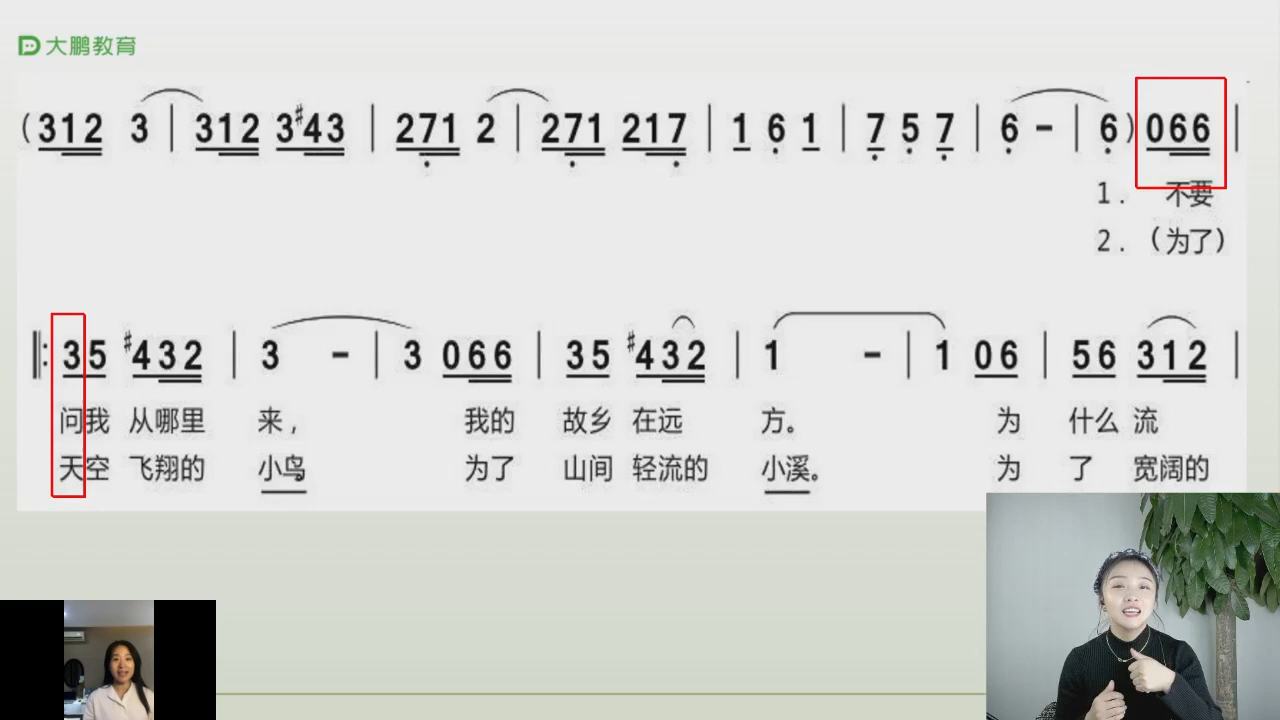 大鹏教育
(312 3 | 312 3#43 | 271 2 | 271 217 | 1 6 1 | 7 5 7 | 6 - | 6) 066 |
1. 不要
2. (为了)
‖: 35 #432 | 3 - | 3 066 | 35 #432 | 1 - | 1 06 | 56 312 |
问我 从哪里 来, 我的 故乡 在远 方。 为 什么 流
天空 飞翔的 小鸟 为了 山间 轻流的 小溪。 为 了 宽阔的